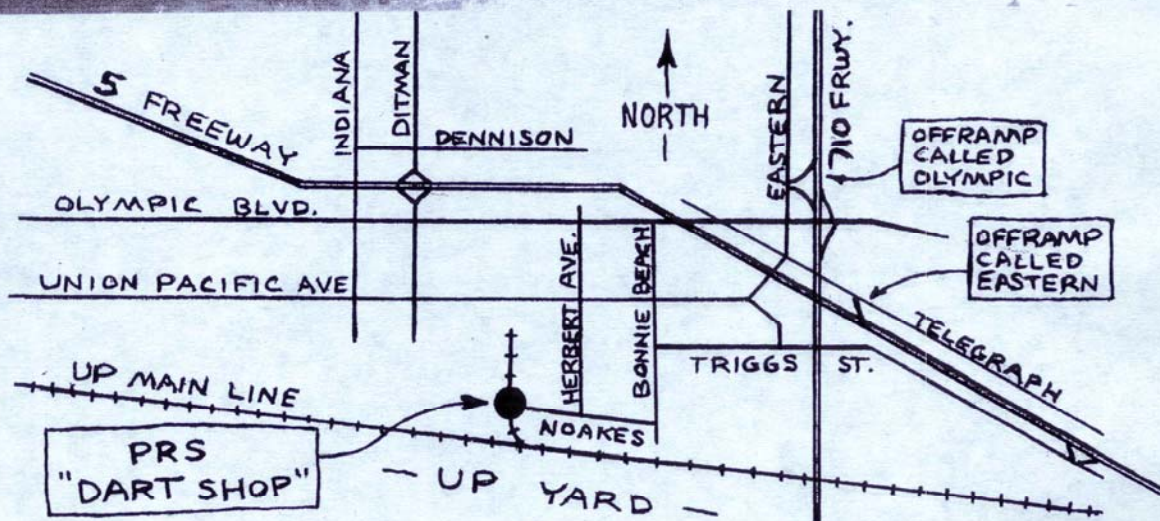 5 FREEWAY
INDIANA
DITMAN
DENNISON
NORTH
EASTERN
710 FRWY.
OFFRAMP
CALLED
OLYMPIC
OLYMPIC BLVD.
HERBERT AVE.
BONNIE BEACH
OFFRAMP
CALLED
EASTERN
UNION PACIFIC AVE
TELEGRAPH
TRIGGS ST.
UP MAIN LINE
NOAKES
PRS
"DART SHOP"
- UP YARD -